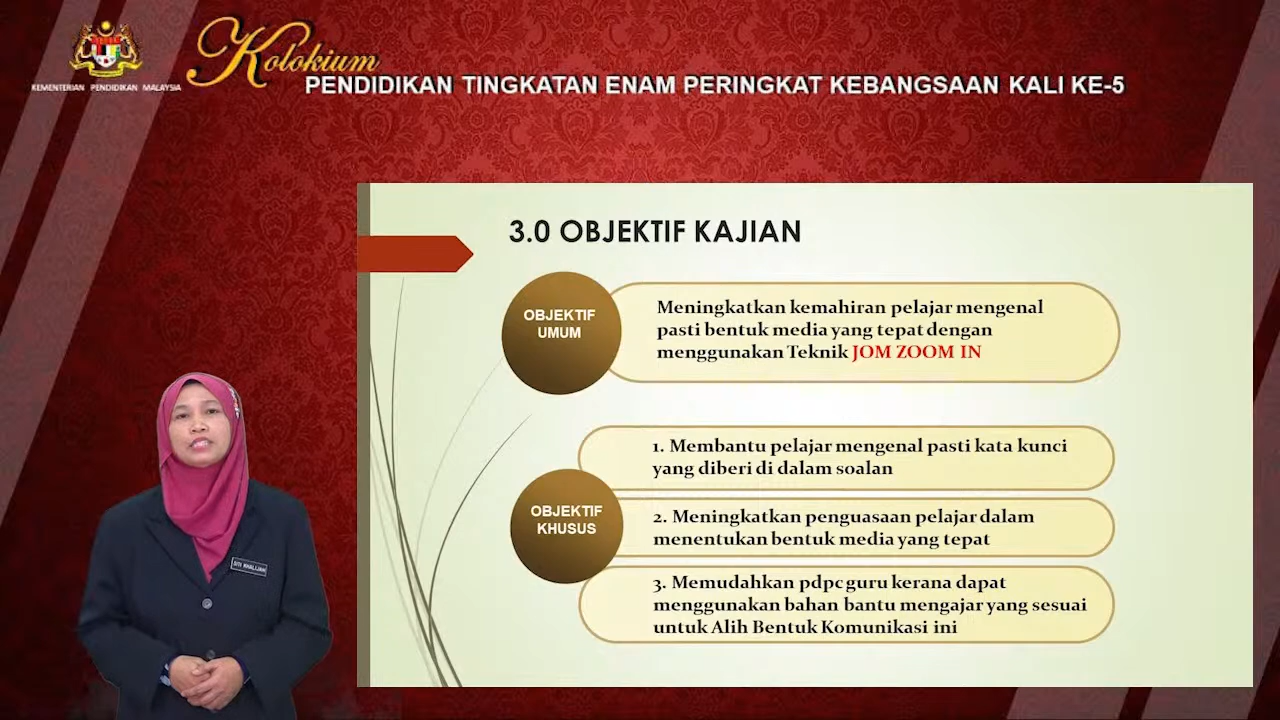 Kolokium
KEMENTERIAN PENDIDIKAN MALAYSIA
PENDIDIKAN TINGKATAN ENAM PERINGKAT KEBANGSAAN KALI KE-5
3.0 OBJEKTIF KAJIAN
OBJEKTIF
UMUM
Meningkatkan kemahiran pelajar mengenal
pasti bentuk media yang tepat dengan
menggunakan Teknik JOM ZOOM IN
OBJEKTIF
KHUSUS
1. Membantu pelajar mengenal pasti kata kunci
yang diberi di dalam soalan
2. Meningkatkan penguasaan pelajar dalam
menentukan bentuk media yang tepat
3. Memudahkan pdpc guru kerana dapat
menggunakan bahan bantu mengajar yang sesuai
untuk Alih Bentuk Komunikasi ini
SITI KHALIJAH